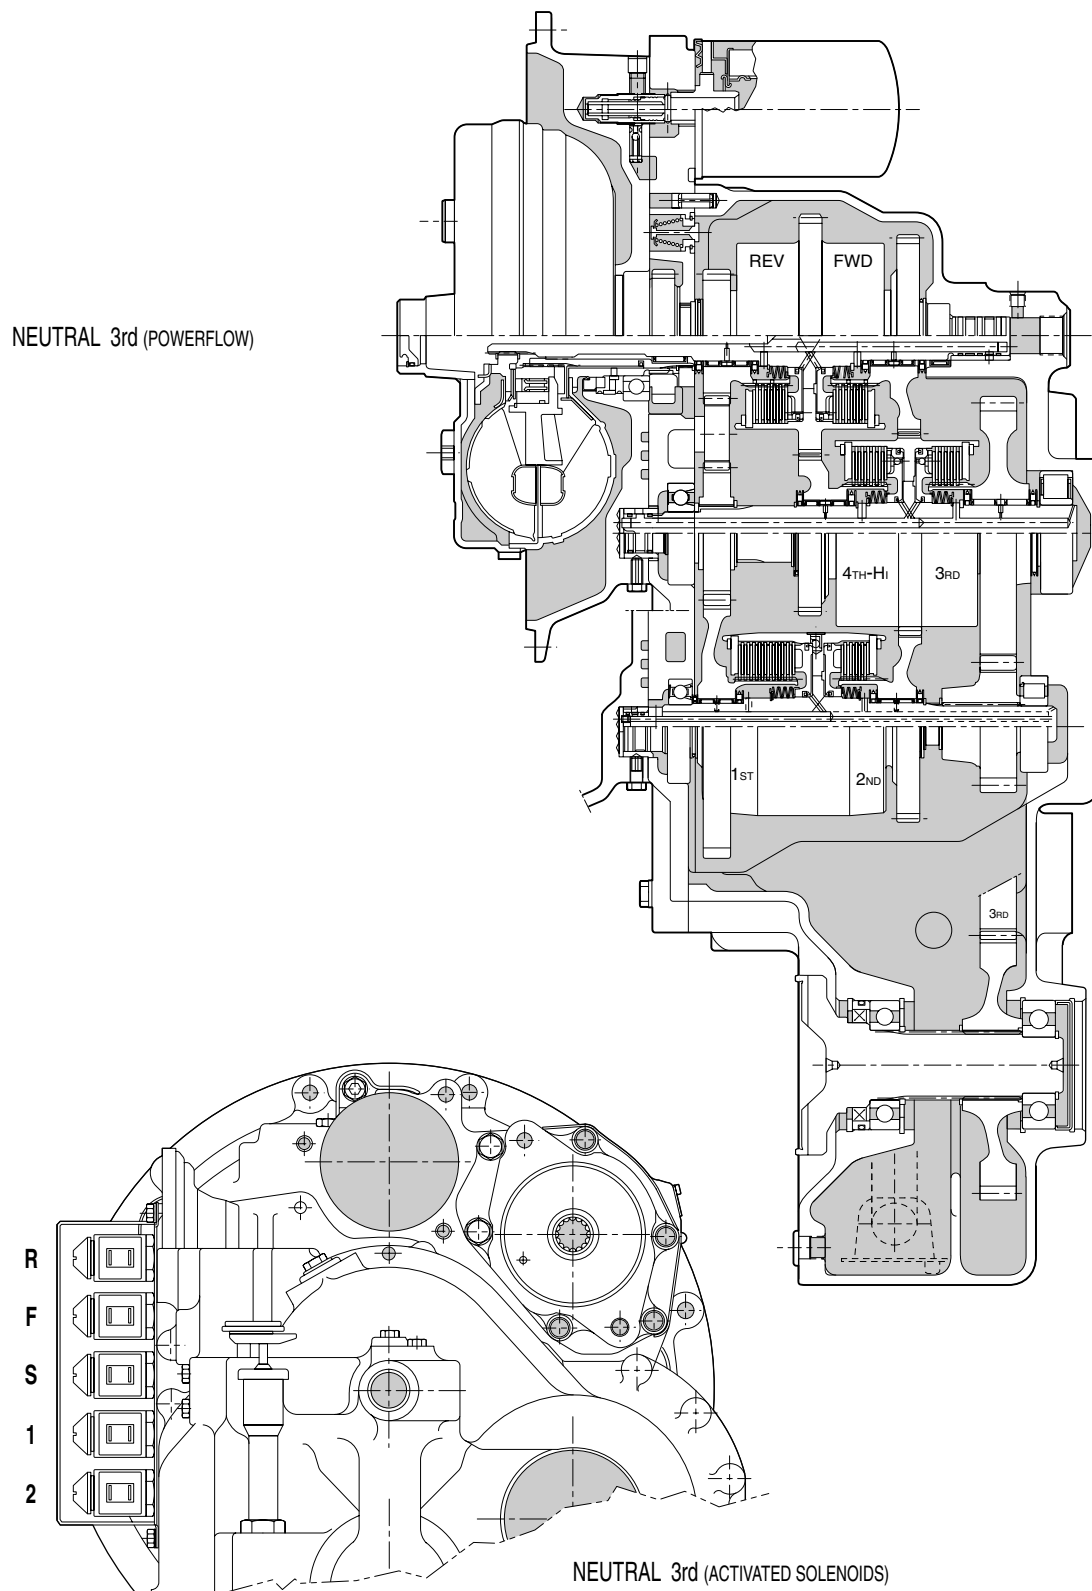 REV FWD
NEUTRAL 3rd (POWERFLOW)
4TH-HI 3RD
1ST 2ND
3RD
R
F
S
1
2
NEUTRAL 3rd (ACTIVATED SOLENOIDS)